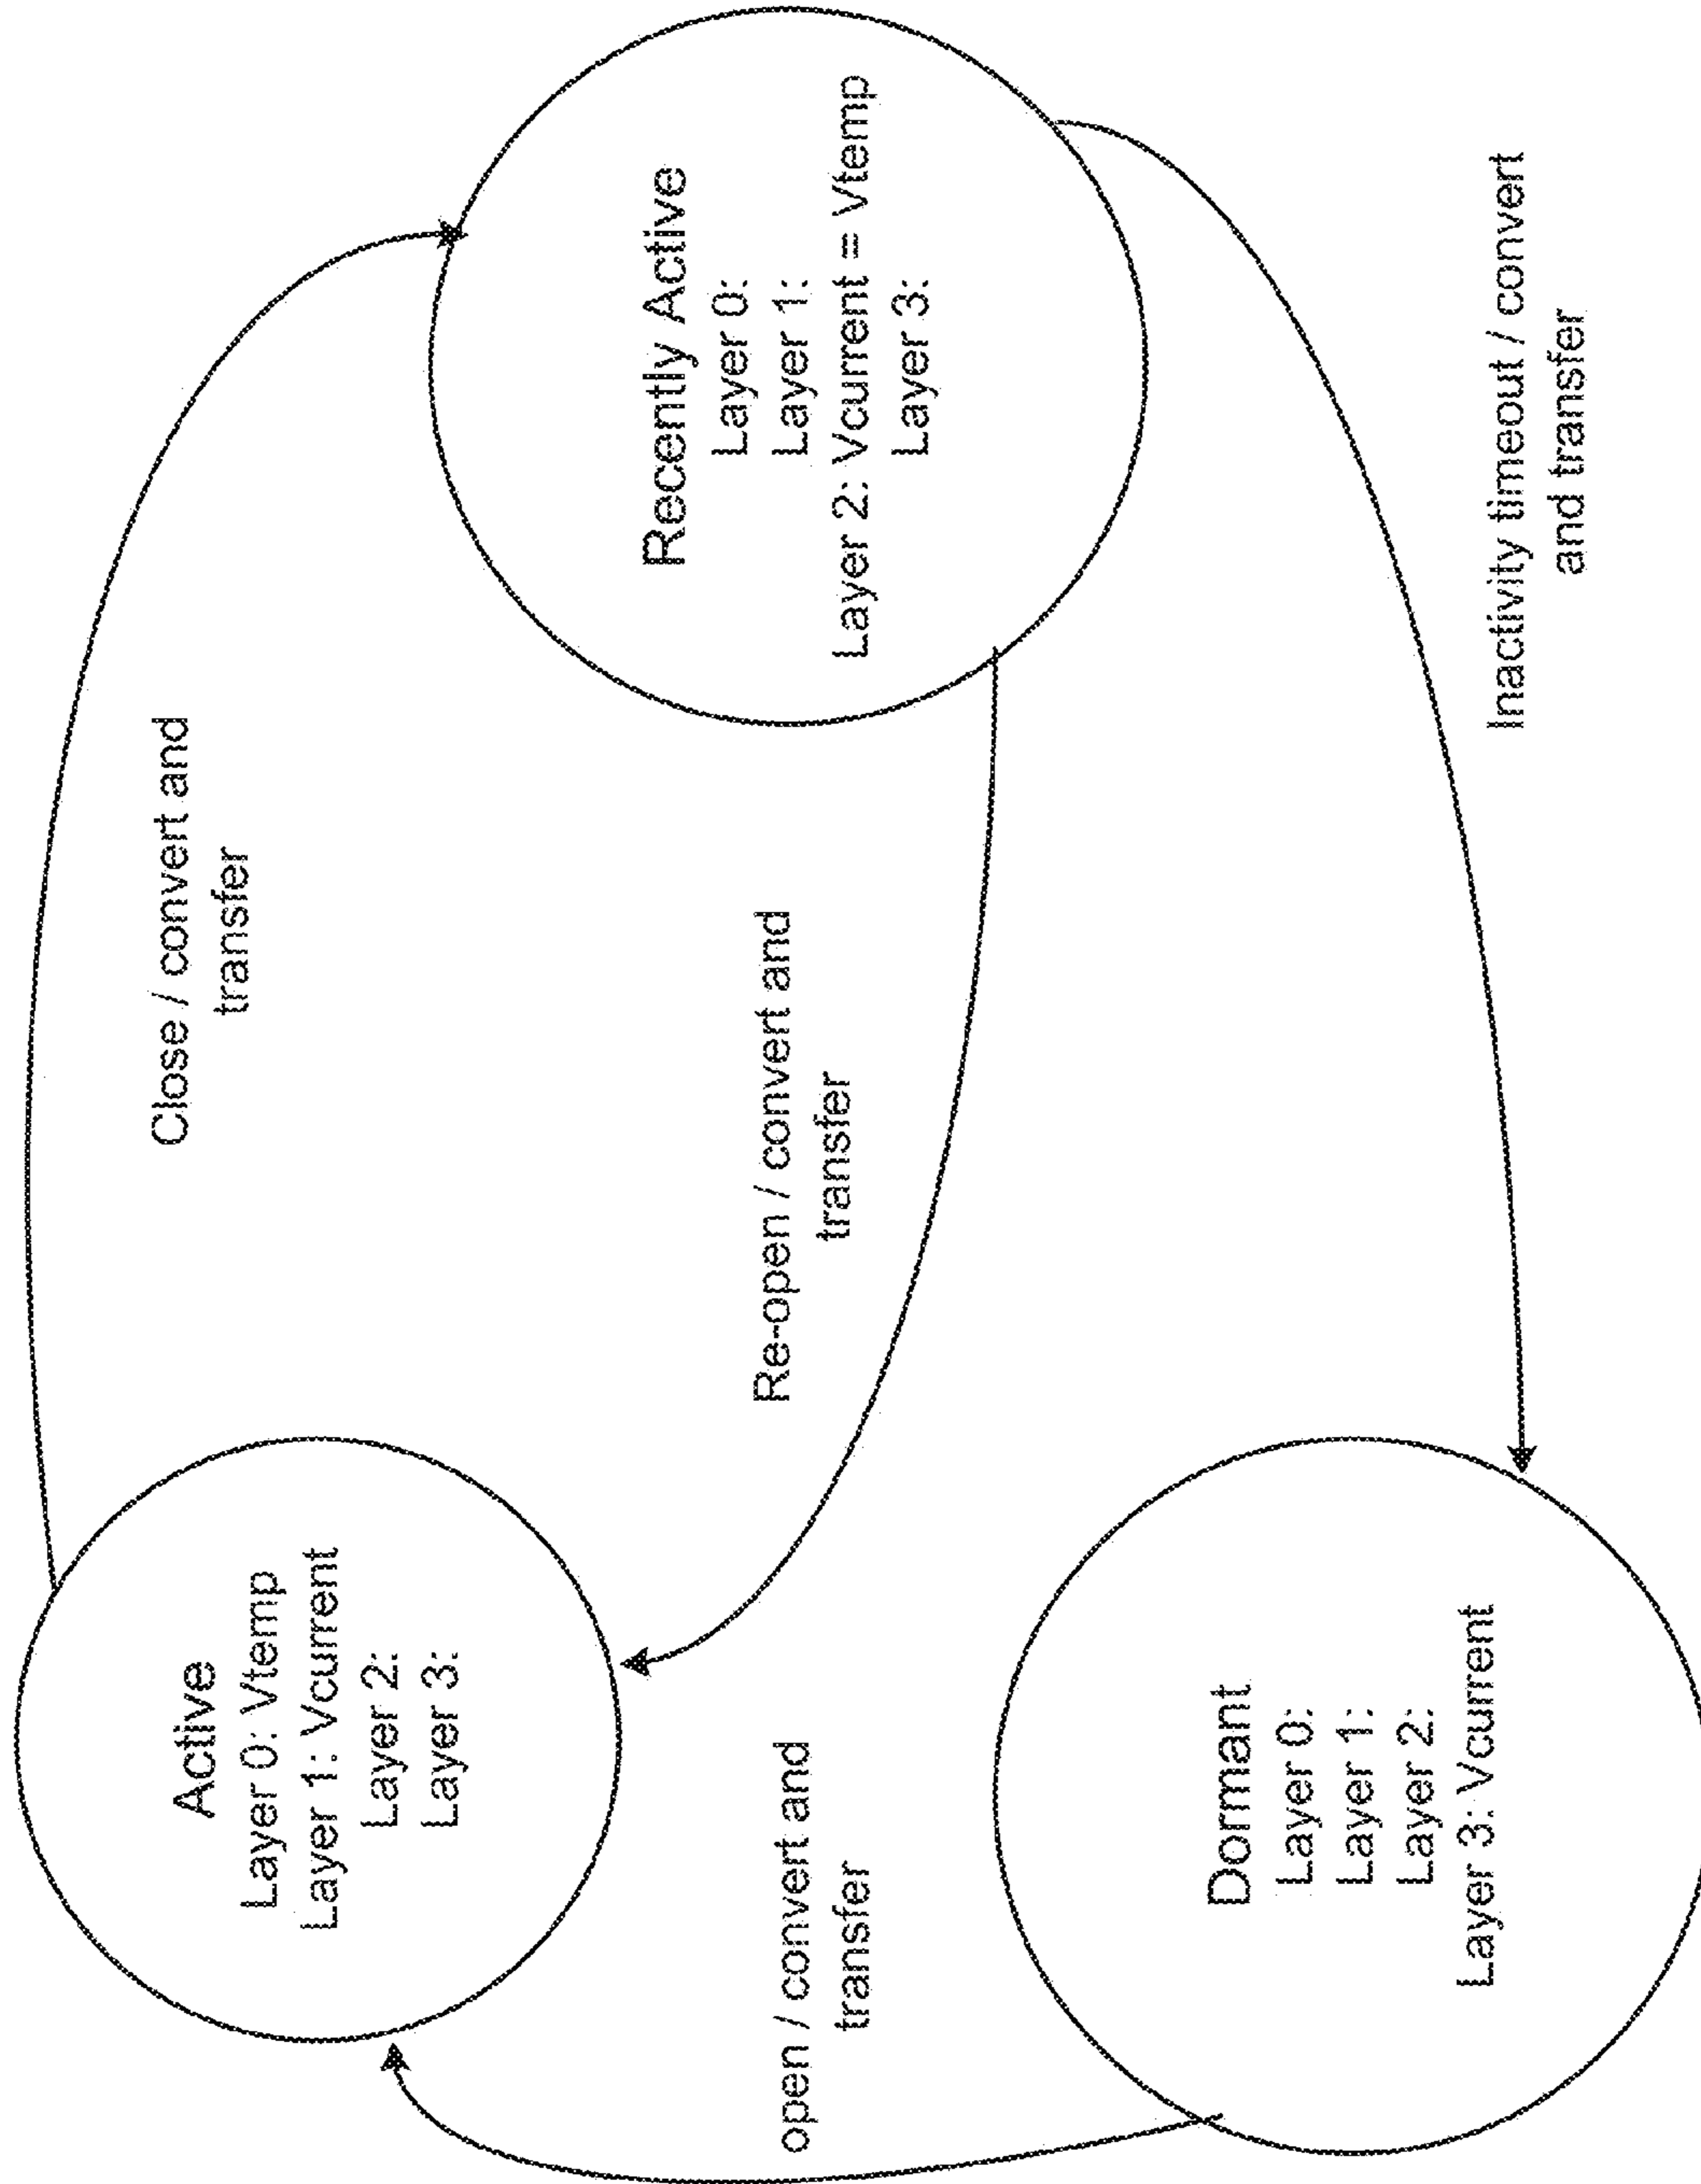 Close / convert and
transfer
Active
Layer 0: Vtemp
Layer 1: Vcurrent
Layer 2:
Layer 3:
Recently Active
Layer 0:
Layer 1:
Layer 2: Vcurrent = Vtemp
Layer 3:
Re-open / convert and
transfer
open / convert and
transfer
Dormant
Layer 0:
Layer 1:
Layer 2:
Layer 3: Vcurrent
Inactivity timeout / convert
and transfer